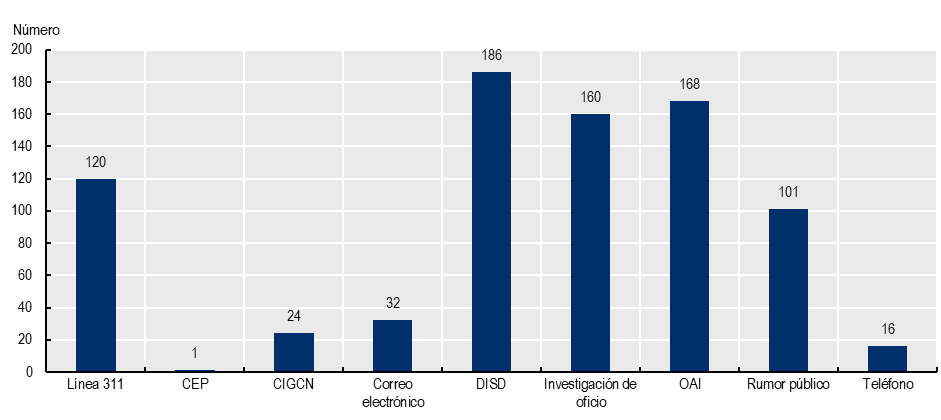 Número
200
180
160
140
120
100
80
60
40
20
0
120
1
24
32
186
160
168
101
16
Linea 311
CEP
CIGCN
Correo
electrónico
DISD
Investigación de
oficio
OAI
Rumor público
Teléfono